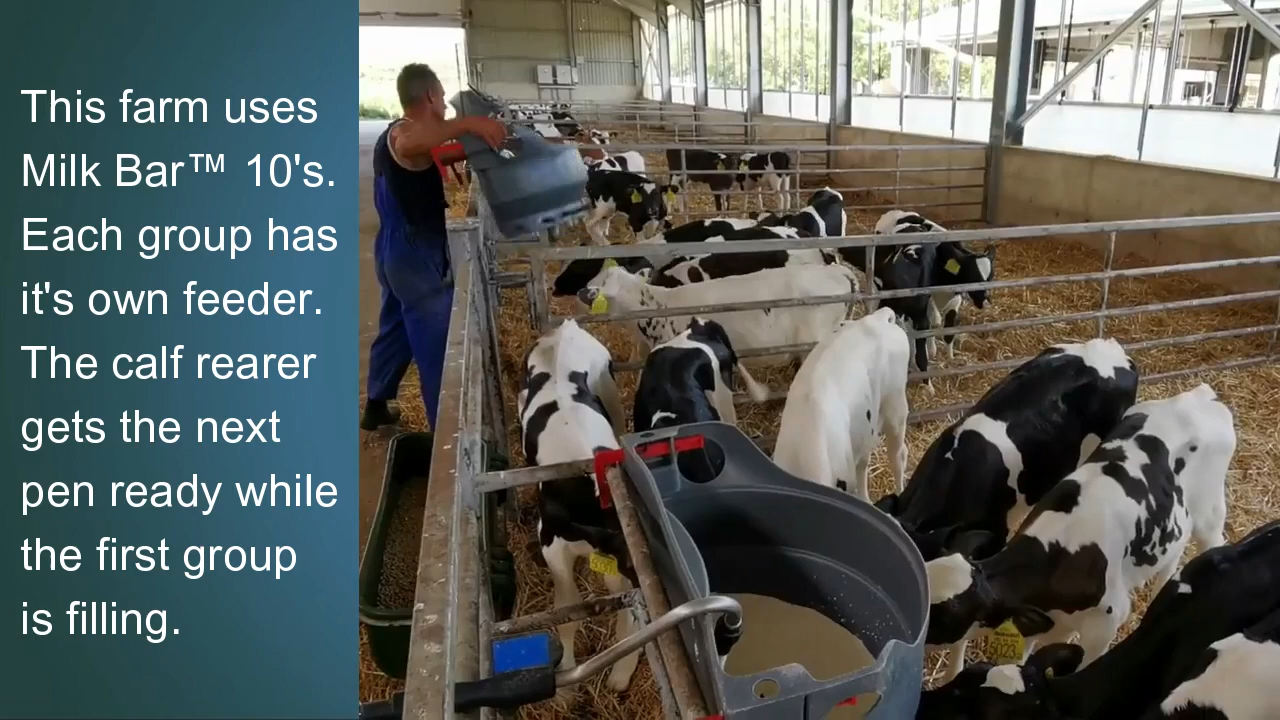 This farm uses
Milk Bar™ 10's.
Each group has
it's own feeder.
The calf rearer
gets the next
pen ready while
the first group
is filling.
5023